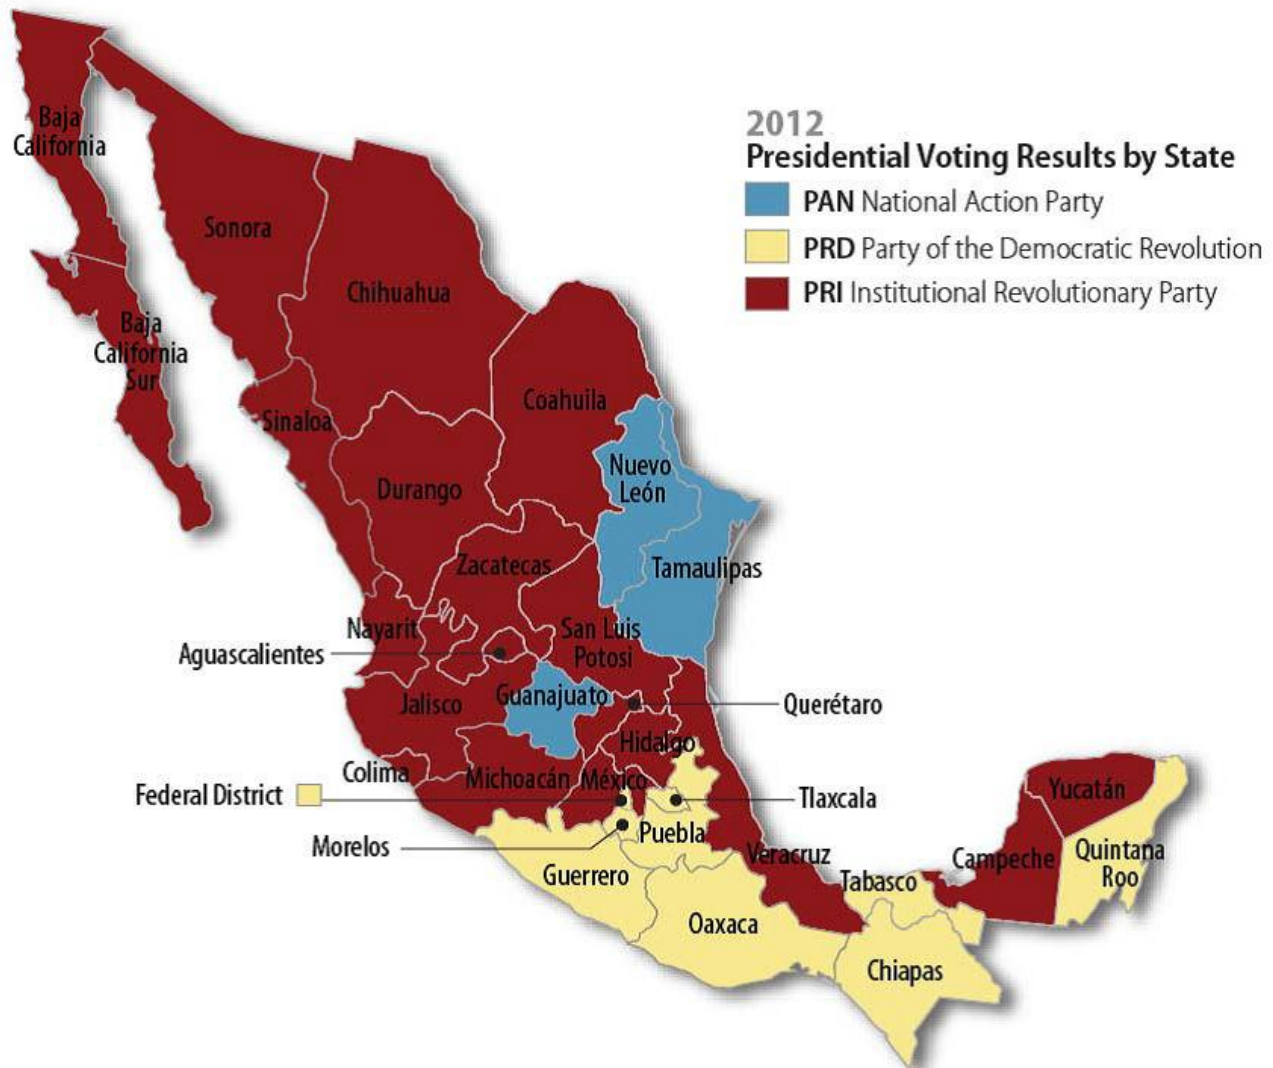 2012
Presidential Voting Results by State
PAN National Action Party
PRD Party of the Democratic Revolution
PRI Institutional Revolutionary Party
Baja
California
Sonora
Chihuahua
Baja
California
Sur
Coahuila
Sinaloa
Nuevo
León
Durango
Zacatecas
Tamaulipas
Nayarit
San Luis
Potosi
Aguascalientes
Guanajuato
Jalisco
Querétaro
Hidalgo
Colima
Michoacán
México
Federal District
Tlaxcala
Yucatán
Morelos
Puebla
Veracruz
Campeche
Quintana
Roo
Guerrero
Tabasco
Oaxaca
Chiapas